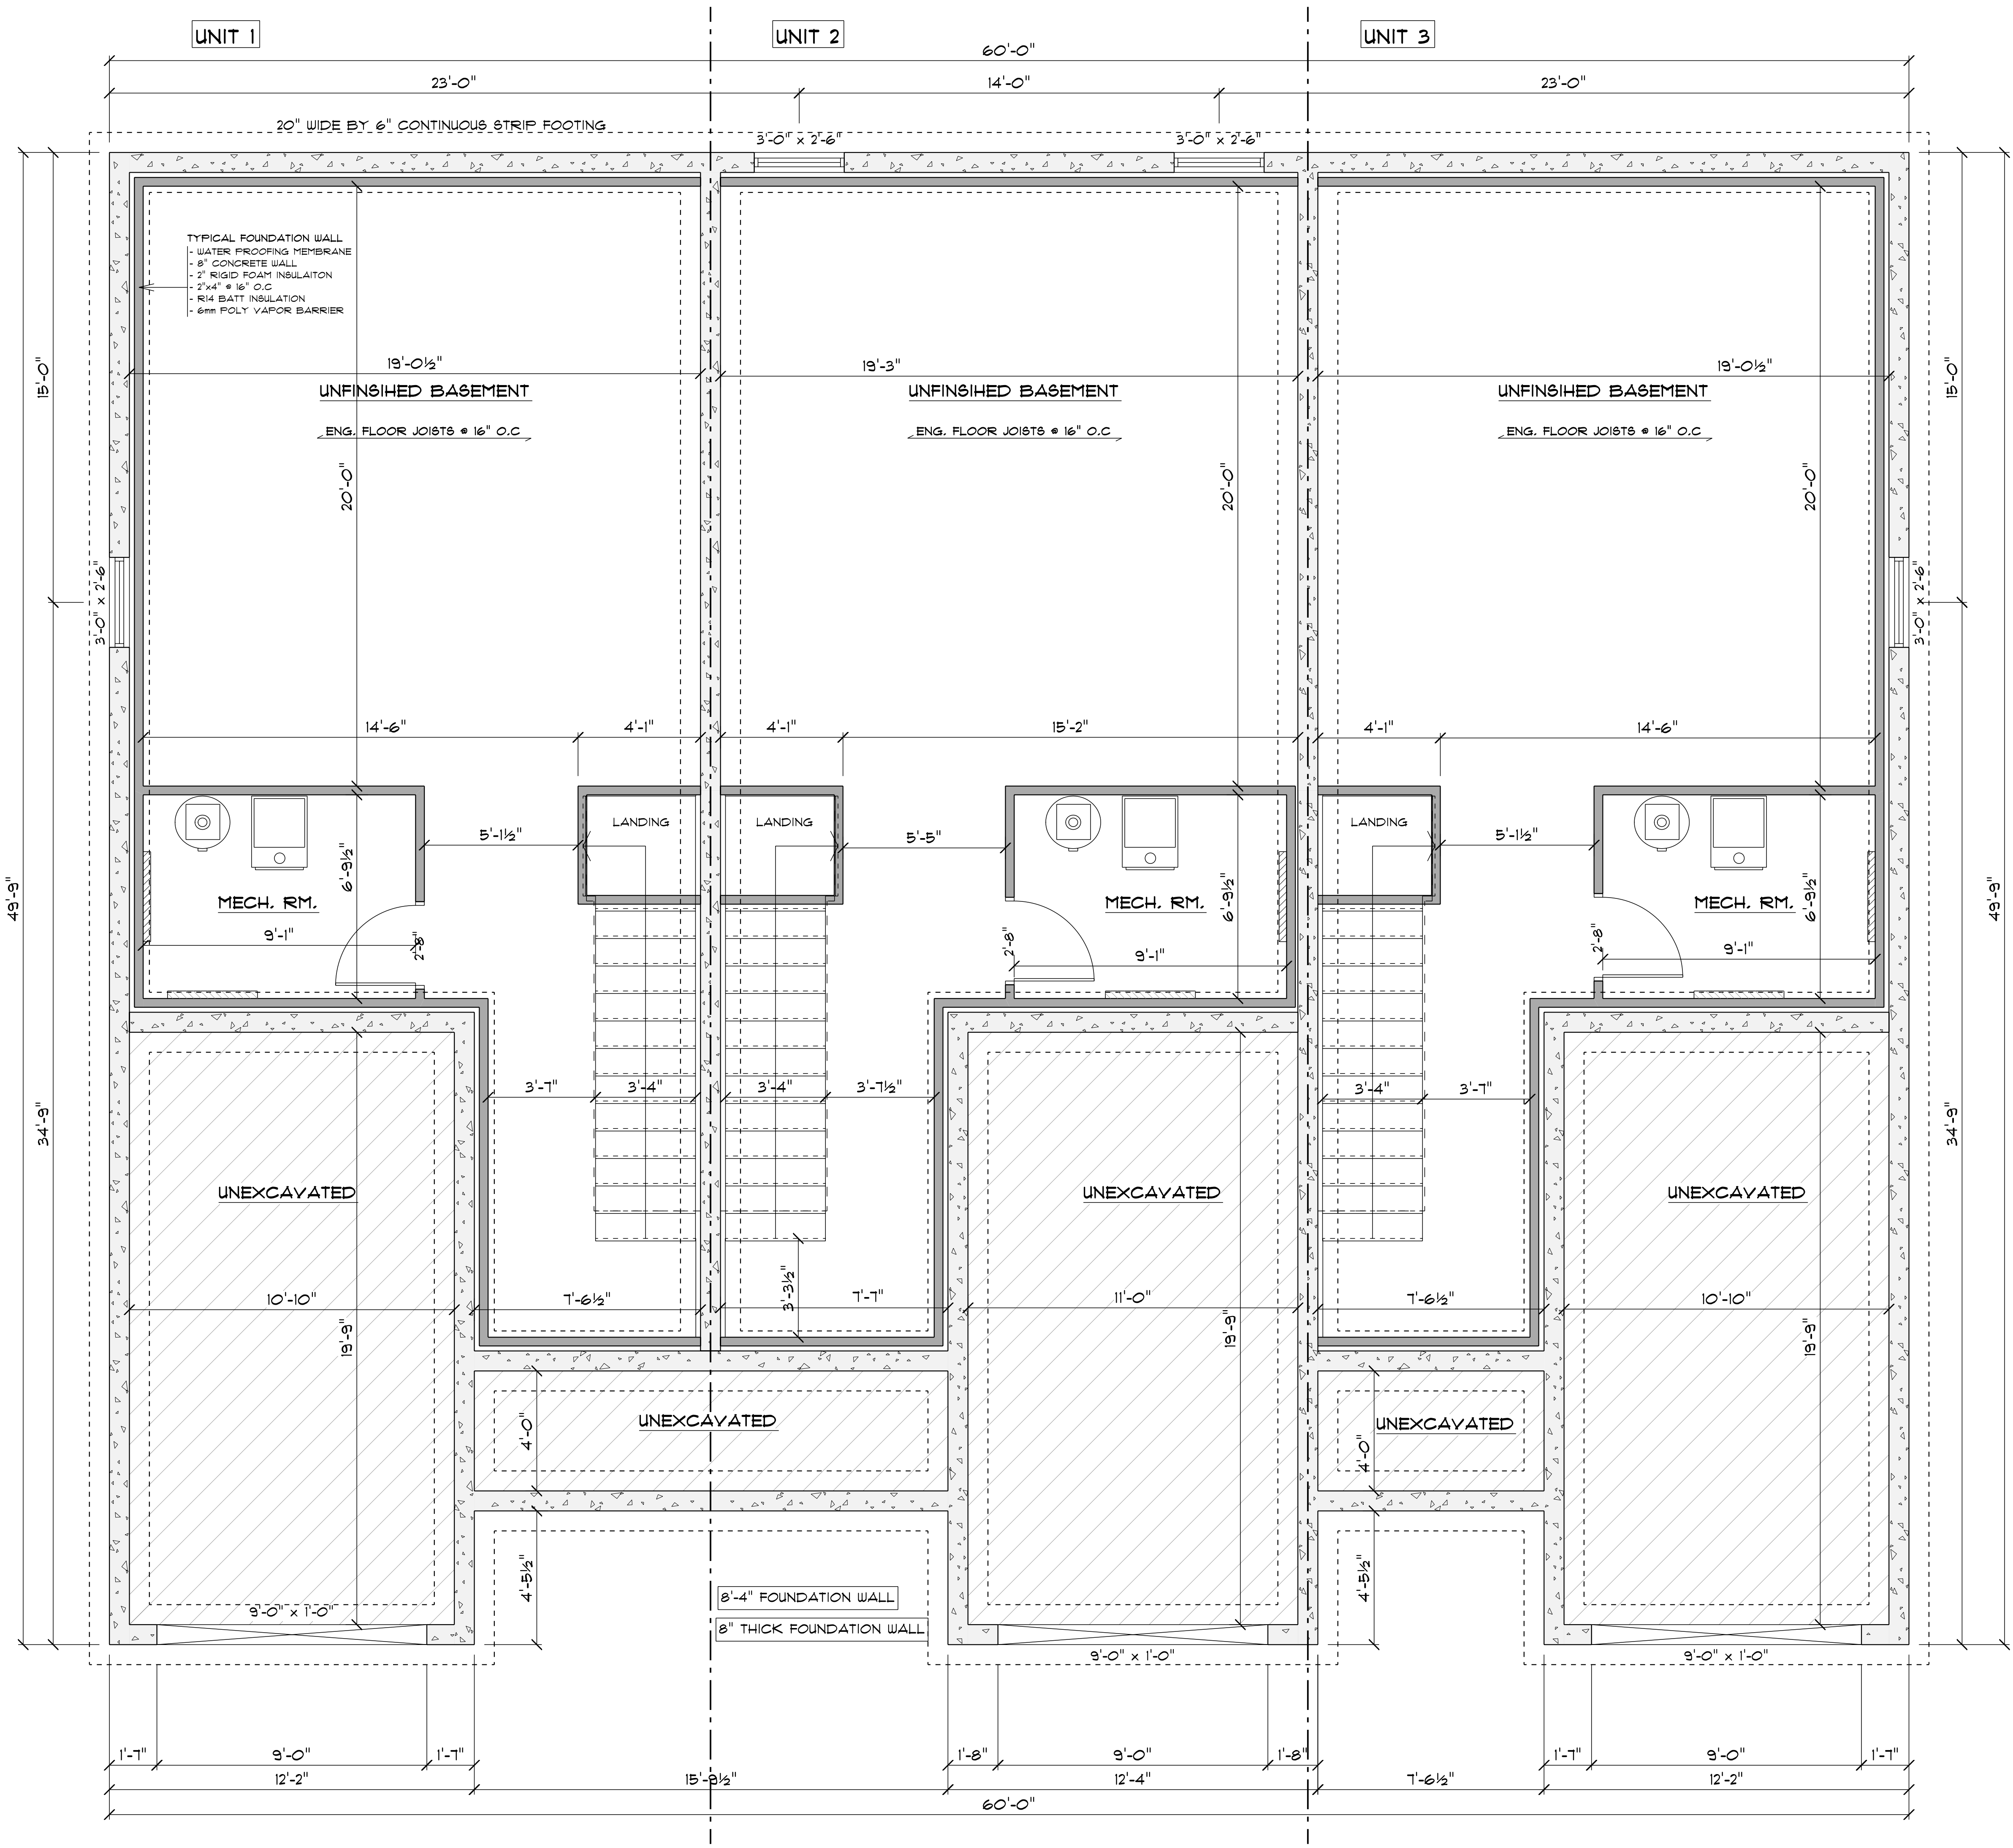 UNIT 1
UNIT 2
UNIT 3
60'-0"
23'-0"
14'-0"
23'-0"
20" WIDE BY 6" CONTINUOUS STRIP FOOTING
3'-0" x 2'-6"
3'-0" x 2'-6"
TYPICAL FOUNDATION WALL
- WATER PROOFING MEMBRANE
- 8" CONCRETE WALL
- 2" RIGID FOAM INSULAITON
- 2"x4" @ 16" O.C
- R14 BATT INSULATION
- 6mm POLY VAPOR BARRIER
15'-0"
15'-0"
19'-0½"
19'-3"
19'-0½"
UNFINSIHED BASEMENT
UNFINSIHED BASEMENT
UNFINSIHED BASEMENT
ENG. FLOOR JOISTS @ 16" O.C
ENG. FLOOR JOISTS @ 16" O.C
ENG. FLOOR JOISTS @ 16" O.C
20'-0"
20'-0"
20'-0"
3'-0" x 2'-6"
3'-0" x 2'-6"
14'-6"
4'-1"
4'-1"
15'-2"
4'-1"
14'-6"
LANDING
LANDING
LANDING
5'-1½"
5'-5"
5'-1½"
6'-9½"
6'-9½"
6'-9½"
49'-9"
49'-9"
MECH. RM.
MECH. RM.
MECH. RM.
9'-1"
2'-8"
2'-8"
9'-1"
2'-8"
9'-1"
3'-7"
3'-4"
3'-4"
3'-7½"
3'-4"
3'-7"
34'-9"
34'-9"
UNEXCAVATED
UNEXCAVATED
UNEXCAVATED
10'-10"
7'-6½"
3'-3½"
7'-7"
11'-0"
7'-6½"
10'-10"
19'-9"
19'-9"
19'-9"
UNEXCAVATED
UNEXCAVATED
4'-0"
4'-0"
4'-5½"
4'-5½"
8'-4" FOUNDATION WALL
8" THICK FOUNDATION WALL
9'-0" x 1'-0"
9'-0" x 1'-0"
9'-0" x 1'-0"
1'-7"
9'-0"
1'-7"
1'-8"
9'-0"
1'-8"
1'-7"
9'-0"
1'-7"
12'-2"
12'-4"
7'-6½"
12'-2"
60'-0"